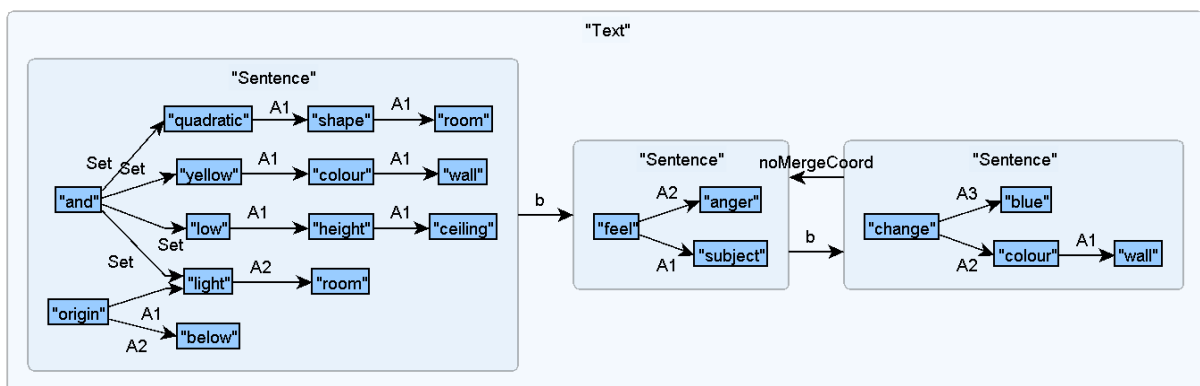 "Text"
"Sentence"
"quadratic" A1 "shape" A1 "room"
Set Set "yellow" A1 "colour" A1 "wall"
"and"
Set "low" A1 "height" A1 "ceiling"
Set "light" A2 "room"
"origin" A1
A2 "below"
b
"Sentence"
A2 "anger"
"feel"
A1 "subject"
noMergeCoord
b
"Sentence"
A3 "blue"
"change"
A2 "colour" A1 "wall"